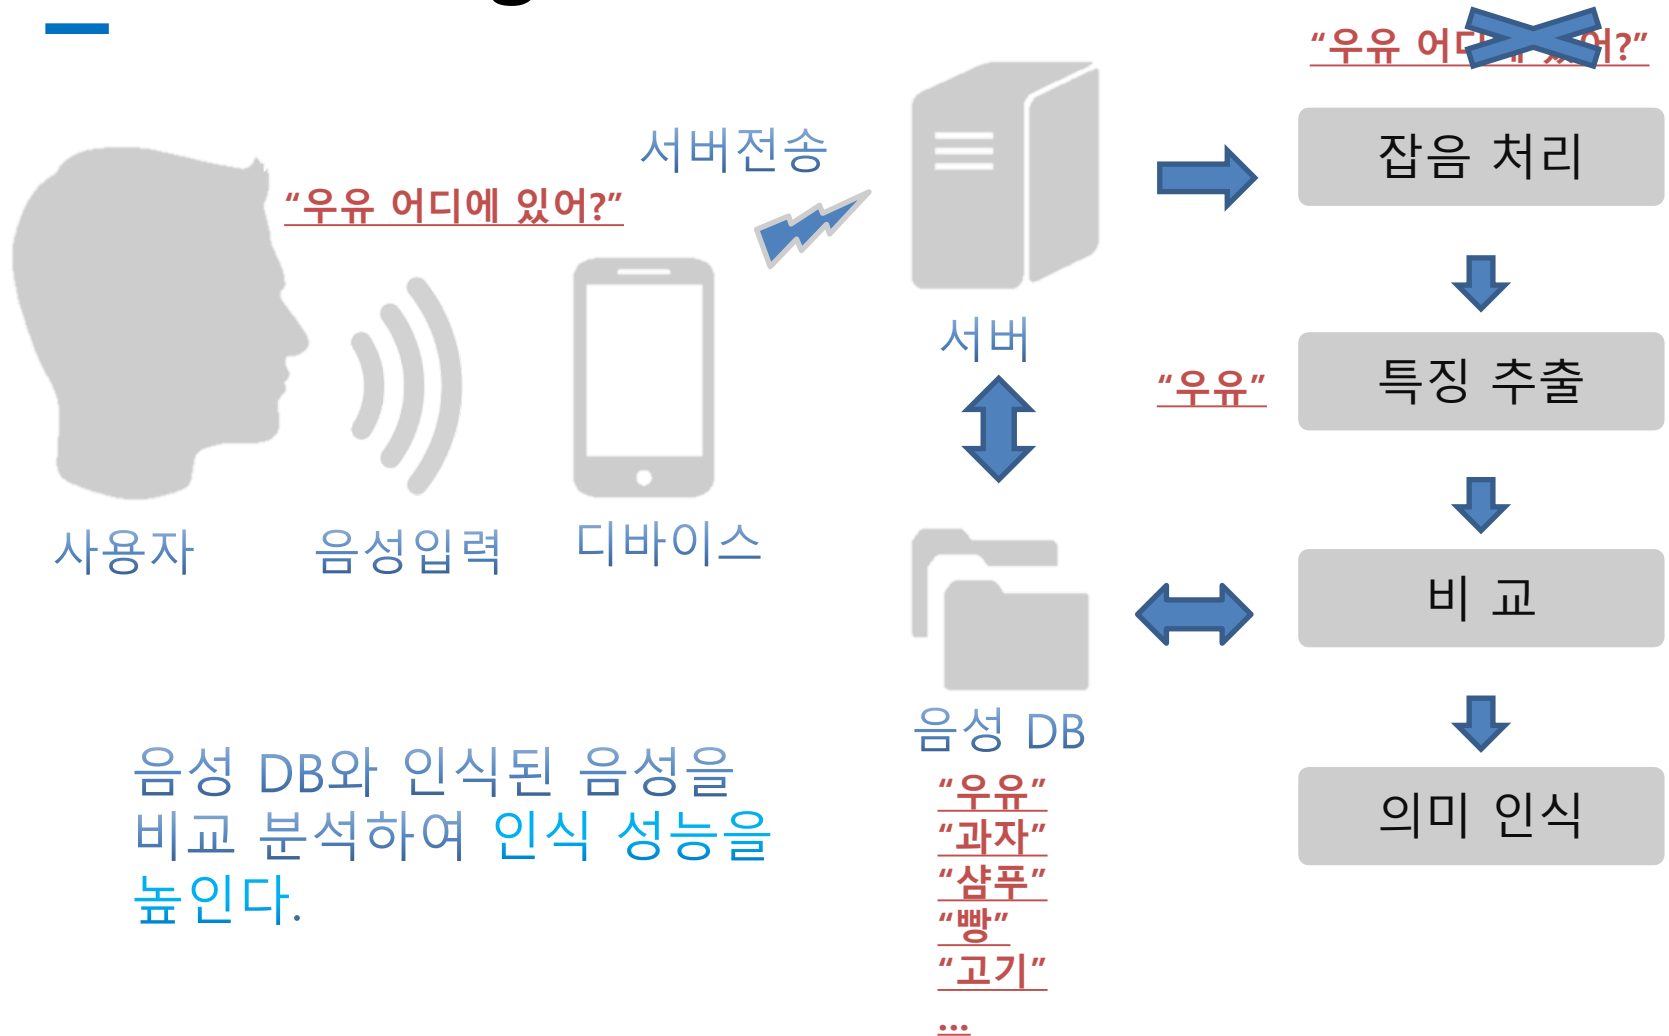 “우유 어디에 있어?”
서버전송
사용자
음성입력
디바이스
서버
“우유 어디
어?”
잡음 처리
“우유”
특징 추출
비 교
의미 인식
음성 DB
“우유”
“과자”
“샴푸”
“빵”
“고기”
...
음성 DB와 인식된 음성을
비교 분석하여 인식 성능을
높인다.